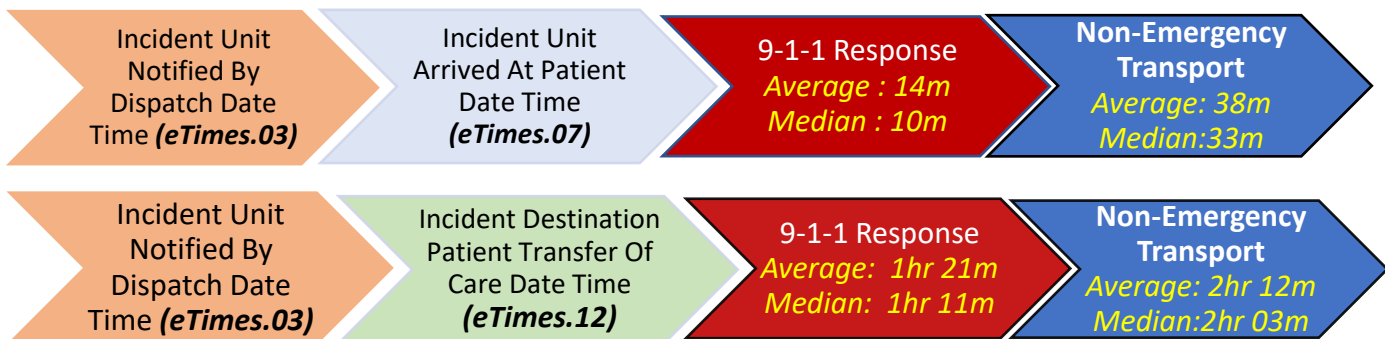 Incident Unit
Notified By
Dispatch Date
Time (eTimes.03)
Incident Unit
Arrived At Patient
Date Time
(eTimes.07)
9-1-1 Response
Average : 14m
Median : 10m
Non-Emergency
Transport
Average: 38m
Median:33m
Incident Unit
Notified By
Dispatch Date
Time (eTimes.03)
Incident Destination
Patient Transfer Of
Care Date Time
(eTimes.12)
9-1-1 Response
Average:  1hr 21m
Median:  1hr 11m
Non-Emergency
Transport
Average: 2hr 12m
Median:2hr 03m